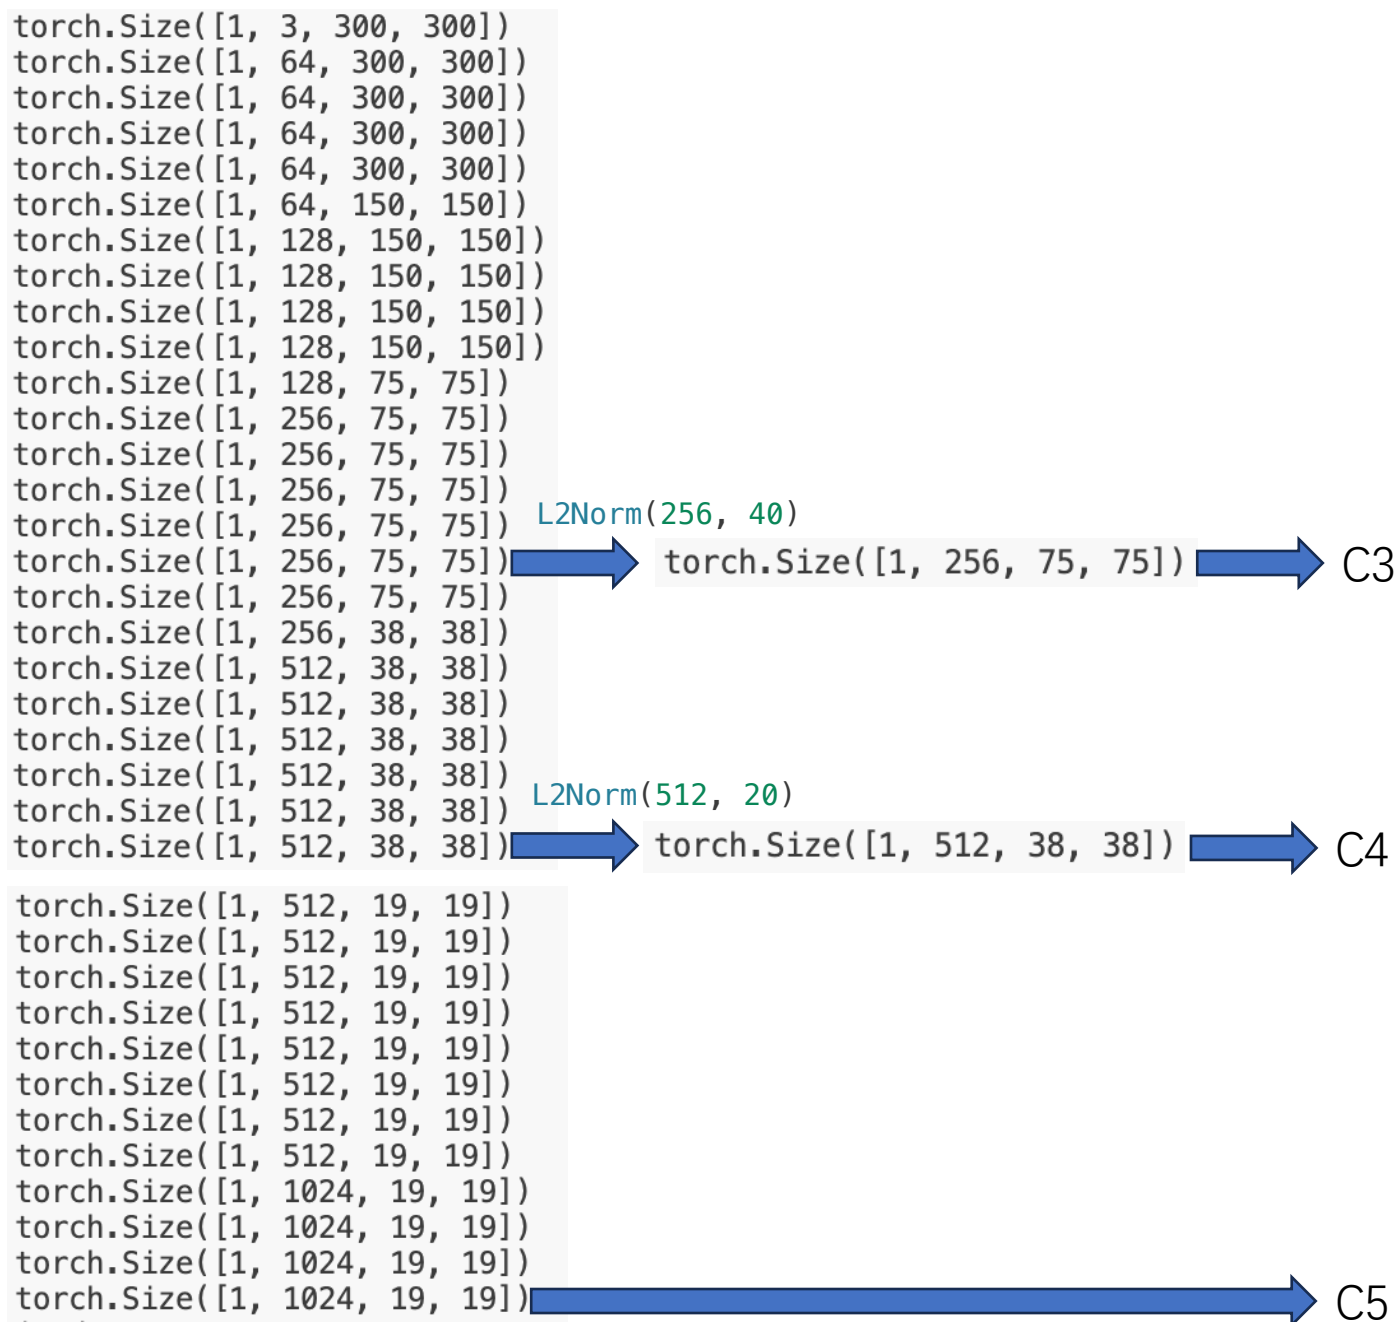 torch.Size([1, 3, 300, 300])
torch.Size([1, 64, 300, 300])
torch.Size([1, 64, 300, 300])
torch.Size([1, 64, 300, 300])
torch.Size([1, 64, 300, 300])
torch.Size([1, 64, 150, 150])
torch.Size([1, 128, 150, 150])
torch.Size([1, 128, 150, 150])
torch.Size([1, 128, 150, 150])
torch.Size([1, 128, 150, 150])
torch.Size([1, 128, 75, 75])
torch.Size([1, 256, 75, 75])
torch.Size([1, 256, 75, 75])
torch.Size([1, 256, 75, 75])
L2Norm(256, 40)
torch.Size([1, 256, 75, 75])
torch.Size([1, 256, 75, 75]) torch.Size([1, 256, 75, 75]) C3
torch.Size([1, 256, 75, 75])
torch.Size([1, 256, 38, 38])
torch.Size([1, 512, 38, 38])
torch.Size([1, 512, 38, 38])
torch.Size([1, 512, 38, 38])
torch.Size([1, 512, 38, 38])
L2Norm(512, 20)
torch.Size([1, 512, 38, 38])
torch.Size([1, 512, 38, 38]) torch.Size([1, 512, 38, 38]) C4
torch.Size([1, 512, 19, 19])
torch.Size([1, 512, 19, 19])
torch.Size([1, 512, 19, 19])
torch.Size([1, 512, 19, 19])
torch.Size([1, 512, 19, 19])
torch.Size([1, 512, 19, 19])
torch.Size([1, 512, 19, 19])
torch.Size([1, 512, 19, 19])
torch.Size([1, 1024, 19, 19])
torch.Size([1, 1024, 19, 19])
torch.Size([1, 1024, 19, 19])
torch.Size([1, 1024, 19, 19]) C5